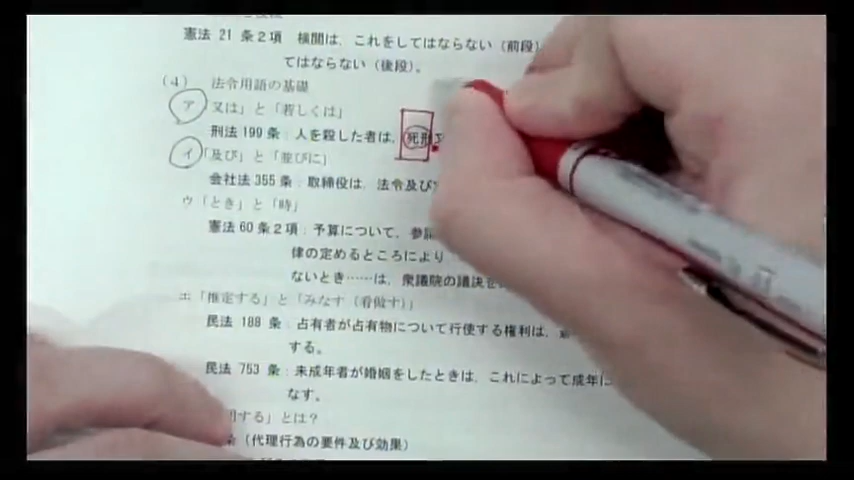 憲法 21 条2項 検閲は、これをしてはならない（前段）
てはならない（後段）。
（4） 法令用語の基礎
ア「又は」と「若しくは」
刑法 199 条：人を殺した者は、死刑又
イ「及び」と「並びに」
会社法 355 条：取締役は、法令及び
ウ「とき」と「時」
憲法 60 条2項：予算について、参議
律の定めるところにより
ないとき……は、衆議院の議決を
エ「推定する」と「みなす（看做す）」
民法 188 条：占有者が占有物について行使する権利は、
する。
民法 753 条：未成年者が婚姻をしたときは、これによって成年に
なす。
用する」とは？
条（代理行為の要件及び効果）